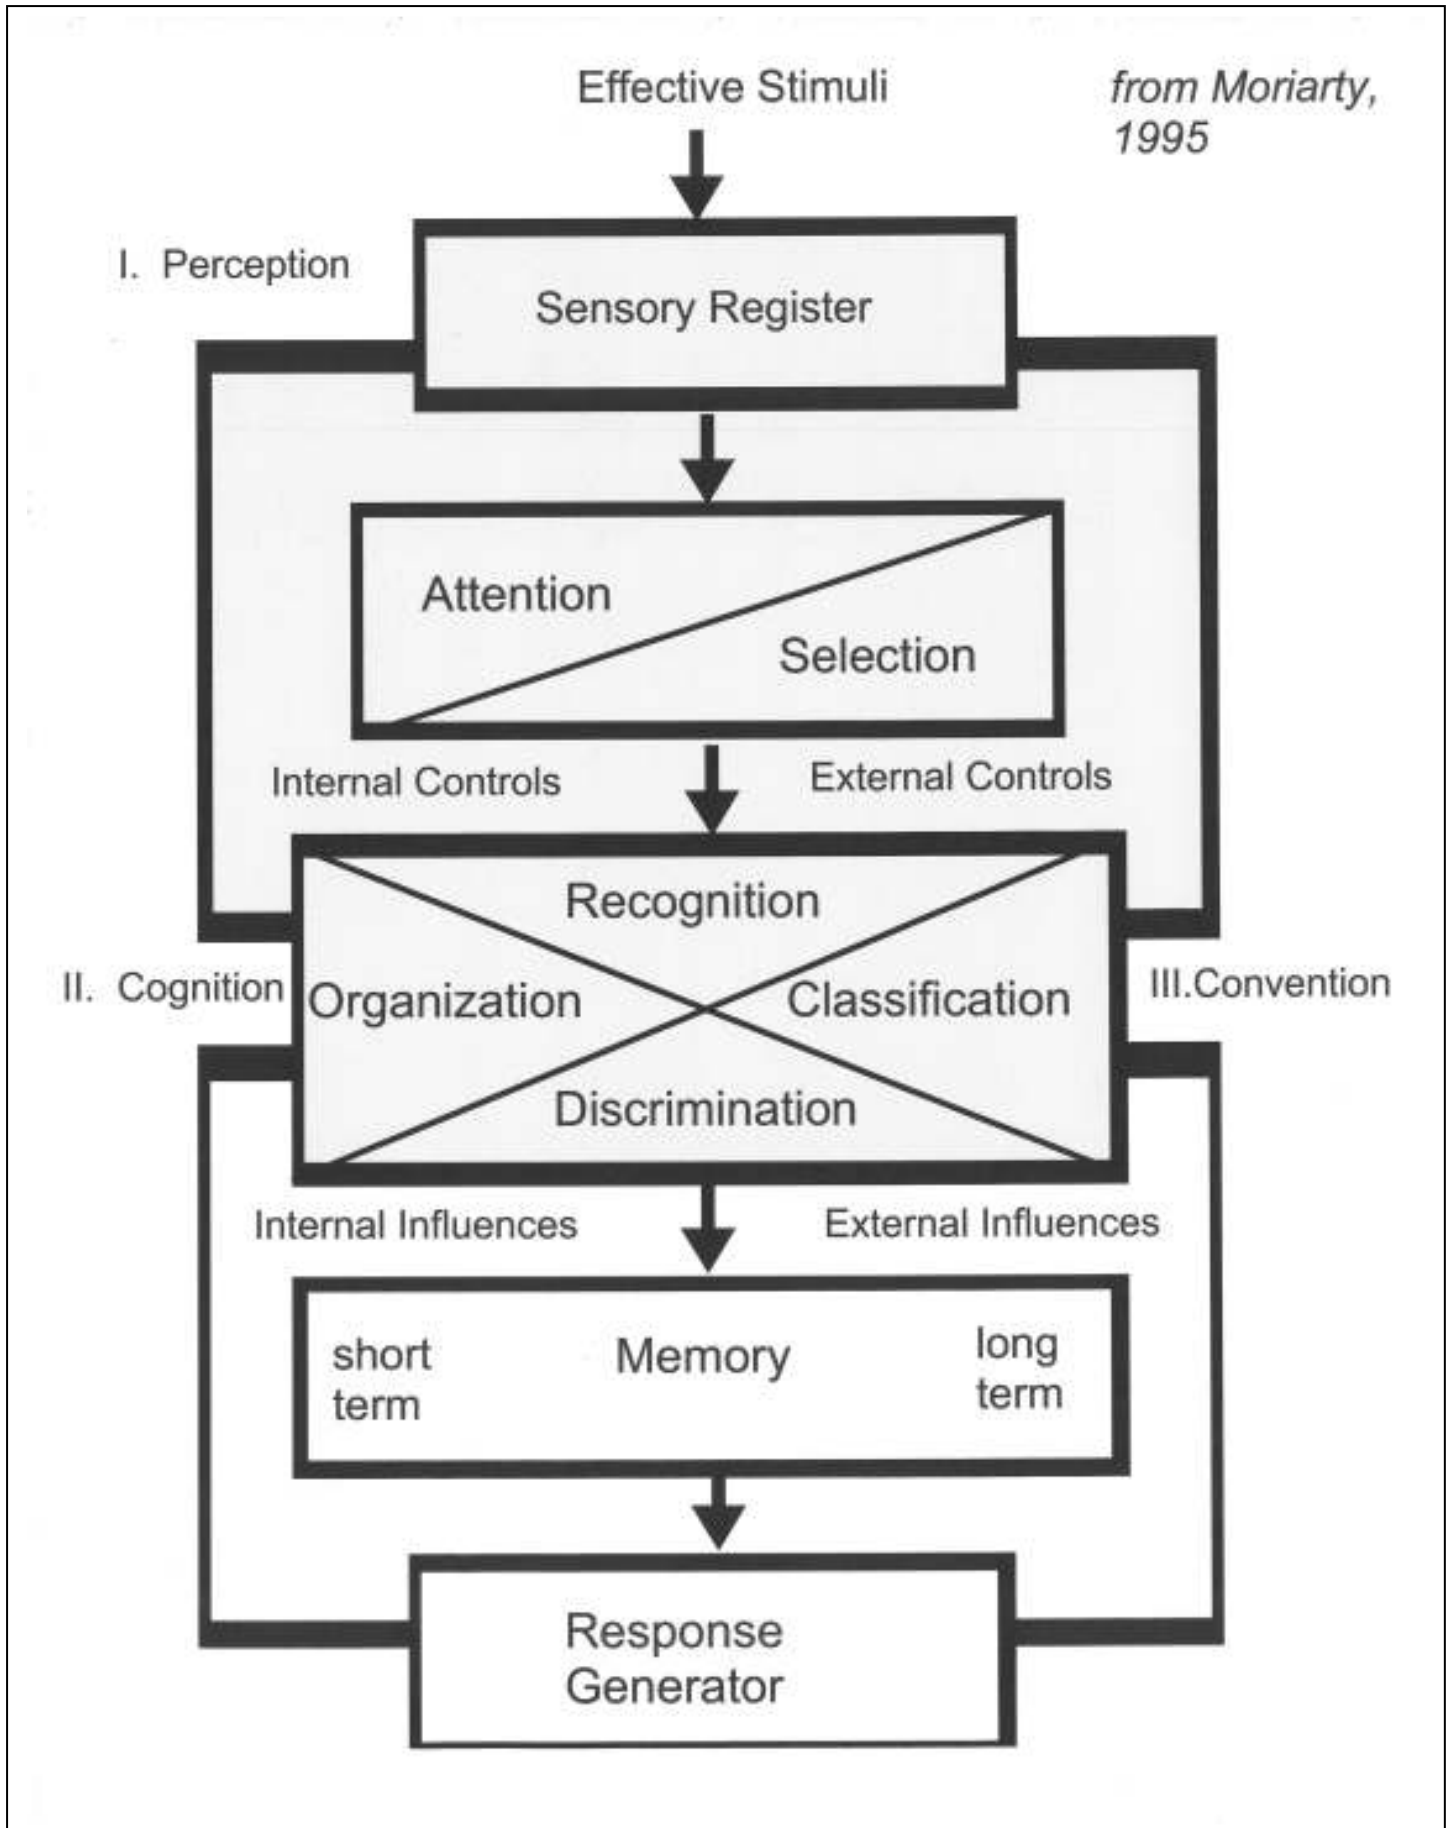 Effective Stimuli
from Moriarty,
1995
I. Perception
Sensory Register
Attention
Selection
Internal Controls
External Controls
Recognition
II. Cognition
Organization
Classification
III.Convention
Discrimination
Internal Influences
External Influences
short
term
Memory
long
term
Response
Generator